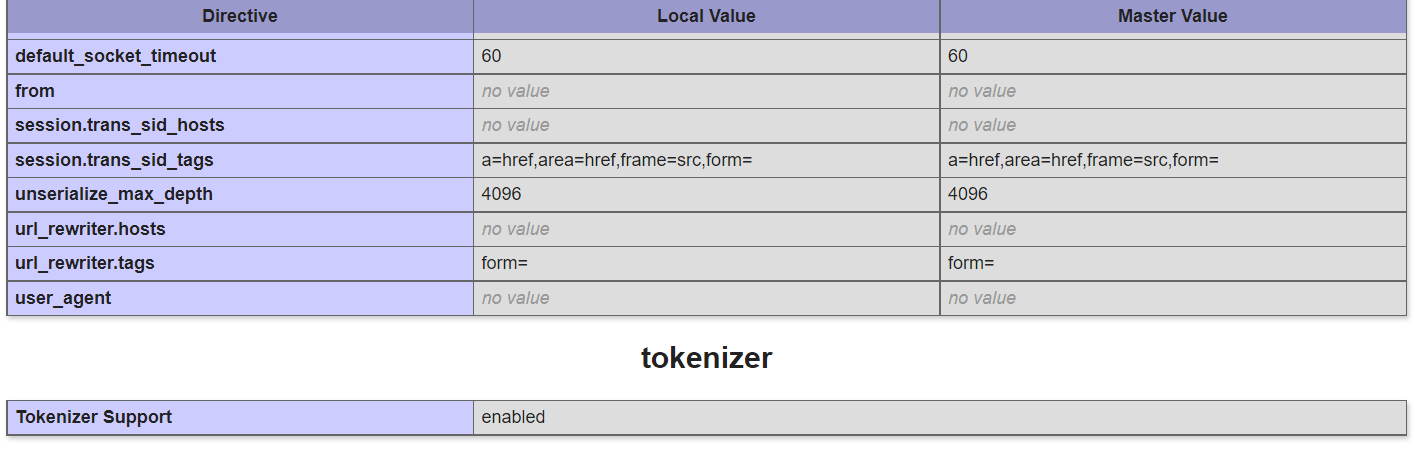 Directive Local Value Master Value
default_socket_timeout 60 60
from no value no value
session.trans_sid_hosts no value no value
session.trans_sid_tags a=href,area=href,frame=src,form= a=href,area=href,frame=src,form=
unserialize_max_depth 4096 4096
url_rewriter.hosts no value no value
url_rewriter.tags form= form=
user_agent no value no value
tokenizer
Tokenizer Support enabled